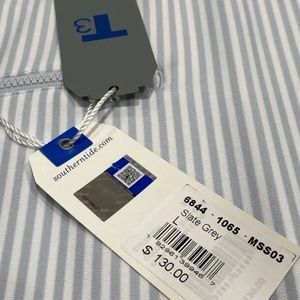 T3
southerntide.com
6844 - 1065 - MSS03
Slate Grey
L
$ 130.00